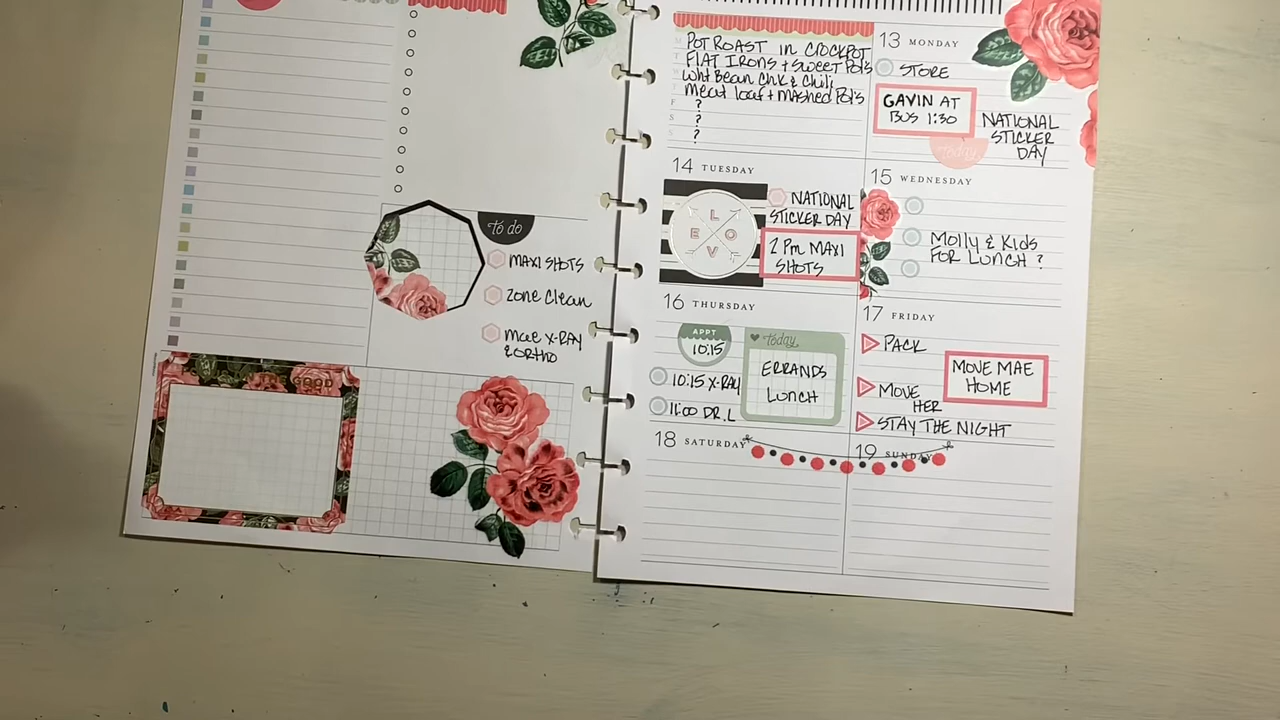 to do
MAXI SHOTS
ZONE CLEAN
MAE X-RAY
& ORTHO
GOOD
POT ROAST IN CROCKPOT
FLAT IRONS + SWEET POTS
WHT BEAN CHK & CHILI
MEAT LOAF + MASHED POTS
F ?
S ?
S ?
13 MONDAY
STORE
GAVIN AT
BUS 1:30
NATIONAL
STICKER
DAY
today
14 TUESDAY
L
E O
V
NATIONAL
STICKER DAY
2 PM MAXI
SHOTS
15 WEDNESDAY
MOLLY & KIDS
FOR LUNCH ?
16 THURSDAY
APPT
10:15
10:15 X-RAY
11:00 DR. L
today
ERRANDS
LUNCH
17 FRIDAY
PACK
MOVE
HER
STAY THE NIGHT
MOVE MAE
HOME
18 SATURDAY
19 SUNDAY